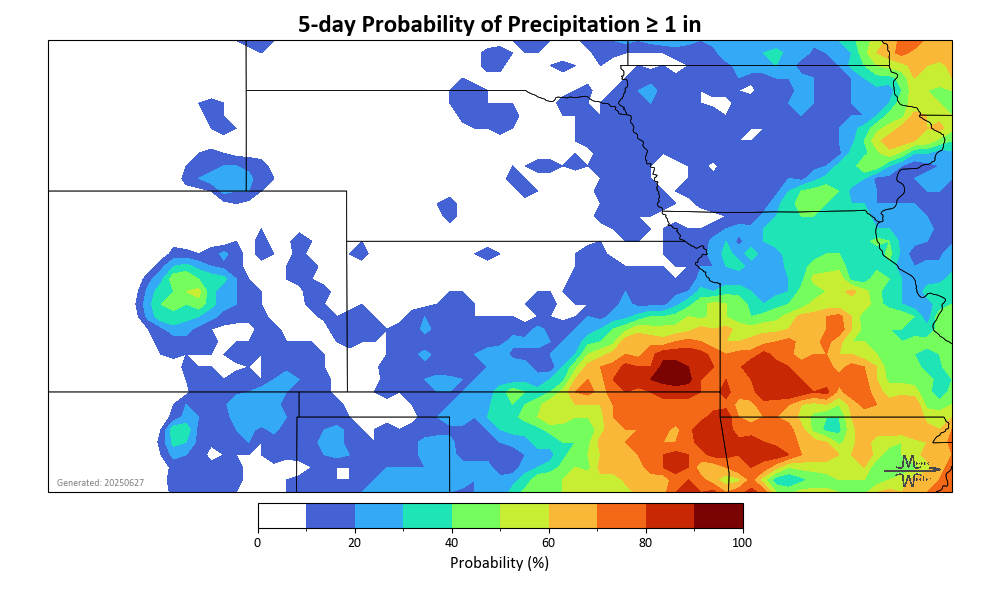 5-day Probability of Precipitation ≥ 1 in
Generated: 20250627
0 20 40 60 80 100
Probability (%)